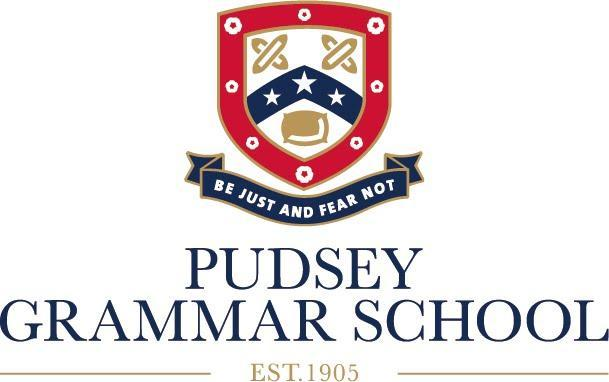 BE JUST AND FEAR NOT
PUDSEY
GRAMMAR SCHOOL
EST.1905